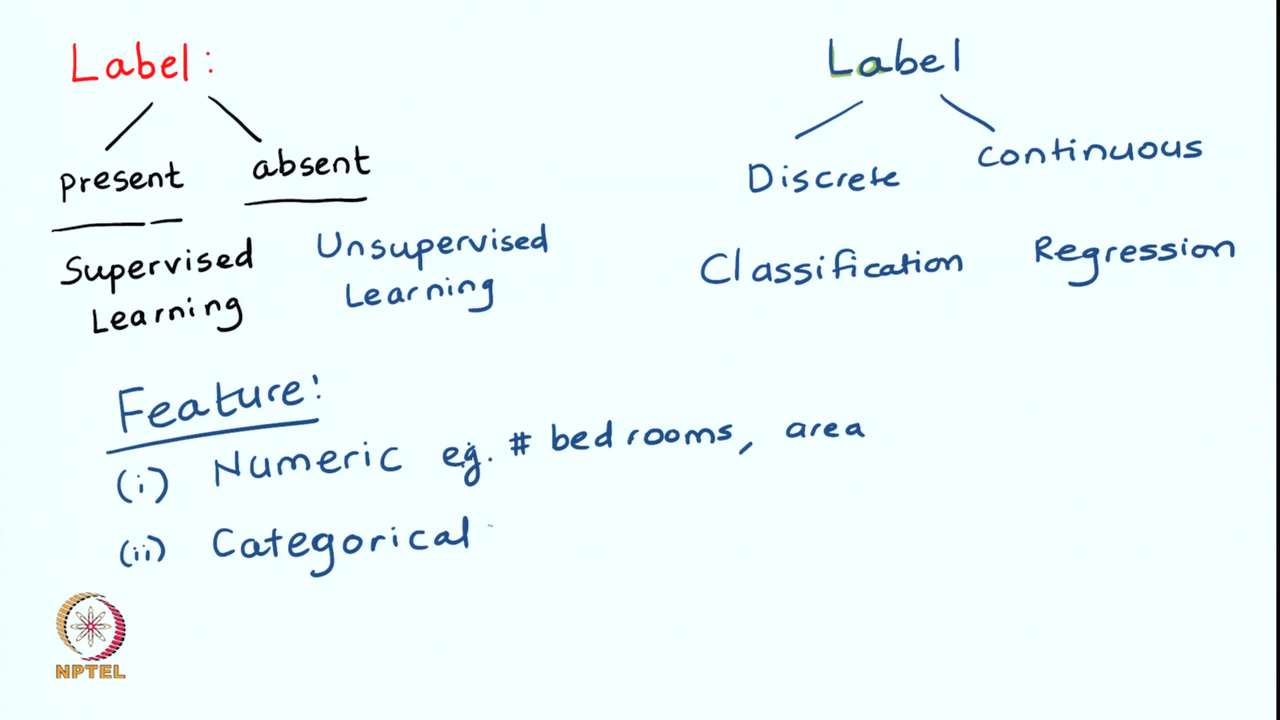 Label:
present
absent
Supervised Learning
Unsupervised Learning
Label
Discrete
continuous
Classification
Regression
Feature:
(i) Numeric eg. # bedrooms, area
(ii) Categorical
NPTEL